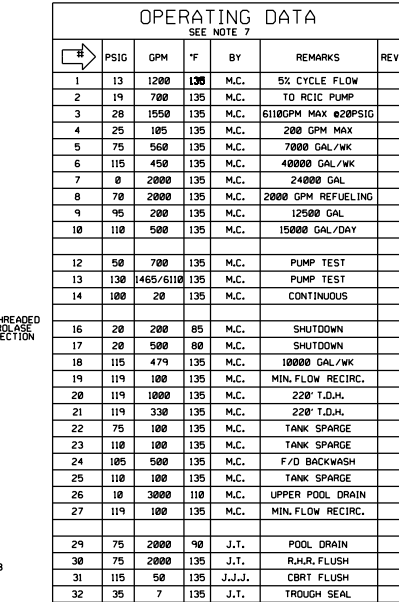 OPERATING DATA
SEE NOTE 7
# PSIG GPM °F BY REMARKS REV
1 13 1200 135 M.C. 5% CYCLE FLOW
2 19 700 135 M.C. TO RCIC PUMP
3 28 1550 135 M.C. 6110GPM MAX @20PSIG
4 25 105 135 M.C. 200 GPM MAX
5 75 560 135 M.C. 7000 GAL/WK
6 115 450 135 M.C. 40000 GAL/WK
7 0 2000 135 M.C. 24000 GAL
8 70 2000 135 M.C. 2000 GPM REFUELING
9 95 200 135 M.C. 12500 GAL
10 110 500 135 M.C. 15000 GAL/DAY
12 50 700 135 M.C. PUMP TEST
13 130 1465/6110 135 M.C. PUMP TEST
14 100 20 135 M.C. CONTINUOUS
HREADED
ROLASE
ECTION
16 20 200 85 M.C. SHUTDOWN
17 20 500 80 M.C. SHUTDOWN
18 115 479 135 M.C. 10000 GAL/WK
19 119 100 135 M.C. MIN. FLOW RECIRC.
20 119 1000 135 M.C. 220' T.D.H.
21 119 330 135 M.C. 220' T.D.H.
22 75 100 135 M.C. TANK SPARGE
23 110 100 135 M.C. TANK SPARGE
24 105 500 135 M.C. F/D BACKWASH
25 110 100 135 M.C. TANK SPARGE
26 10 3000 110 M.C. UPPER POOL DRAIN
27 119 100 135 M.C. MIN. FLOW RECIRC.
29 75 2000 90 J.T. POOL DRAIN
30 75 2000 135 J.T. R.H.R. FLUSH
31 115 50 135 J.J.J. CBRT FLUSH
32 35 7 135 J.T. TROUGH SEAL